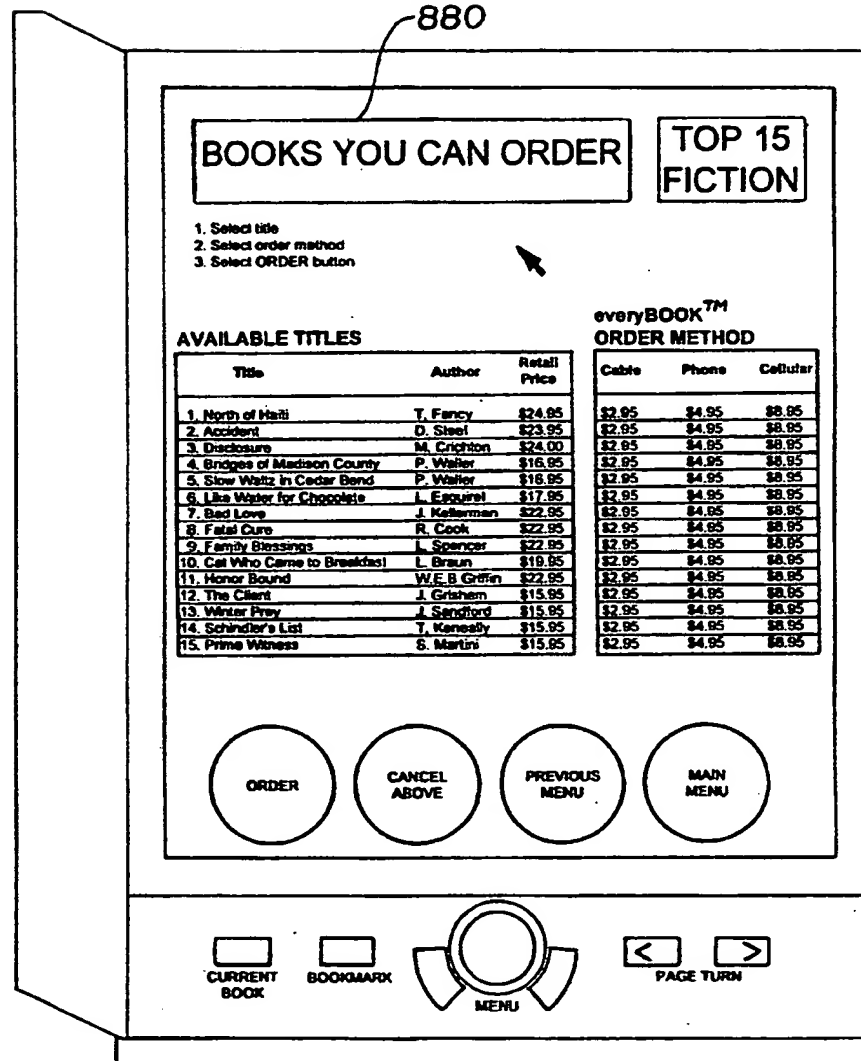 880
BOOKS YOU CAN ORDER
TOP 15
FICTION
1. Select title
2. Select order method
3. Select ORDER button
AVAILABLE TITLES
everyBOOK™
ORDER METHOD
Title Author Retail Price Cable Phone Cellular
1. North of Haiti T. Fancy $24.95 $2.95 $4.95 $8.95
2. Accident D. Steel $23.95 $2.95 $4.95 $8.95
3. Disclosure M. Crichton $24.00 $2.95 $4.95 $8.95
4. Bridges of Madison County P. Waller $16.95 $2.95 $4.95 $8.95
5. Slow Waltz in Cedar Bend P. Waller $16.95 $2.95 $4.95 $8.95
6. Like Water for Chocolate L. Esquirel $17.95 $2.95 $4.95 $8.95
7. Bad Love J. Kellerman $22.95 $2.95 $4.95 $8.95
8. Fatal Cure R. Cook $22.95 $2.95 $4.95 $8.95
9. Family Blessings L. Spencer $22.95 $2.95 $4.95 $8.95
10. Cat Who Came to Breakfast L. Braun $19.95 $2.95 $4.95 $8.95
11. Honor Bound W.E.B Griffin $22.95 $2.95 $4.95 $8.95
12. The Client J. Grisham $15.95 $2.95 $4.95 $8.95
13. Winter Prey J. Sandford $15.95 $2.95 $4.95 $8.95
14. Schindler's List T. Keneally $15.95 $2.95 $4.95 $8.95
15. Prime Witness S. Martini $15.95 $2.95 $4.95 $8.95
ORDER
CANCEL
ABOVE
PREVIOUS
MENU
MAIN
MENU
CURRENT
BOOK
BOOKMARK
MENU
< >
PAGE TURN